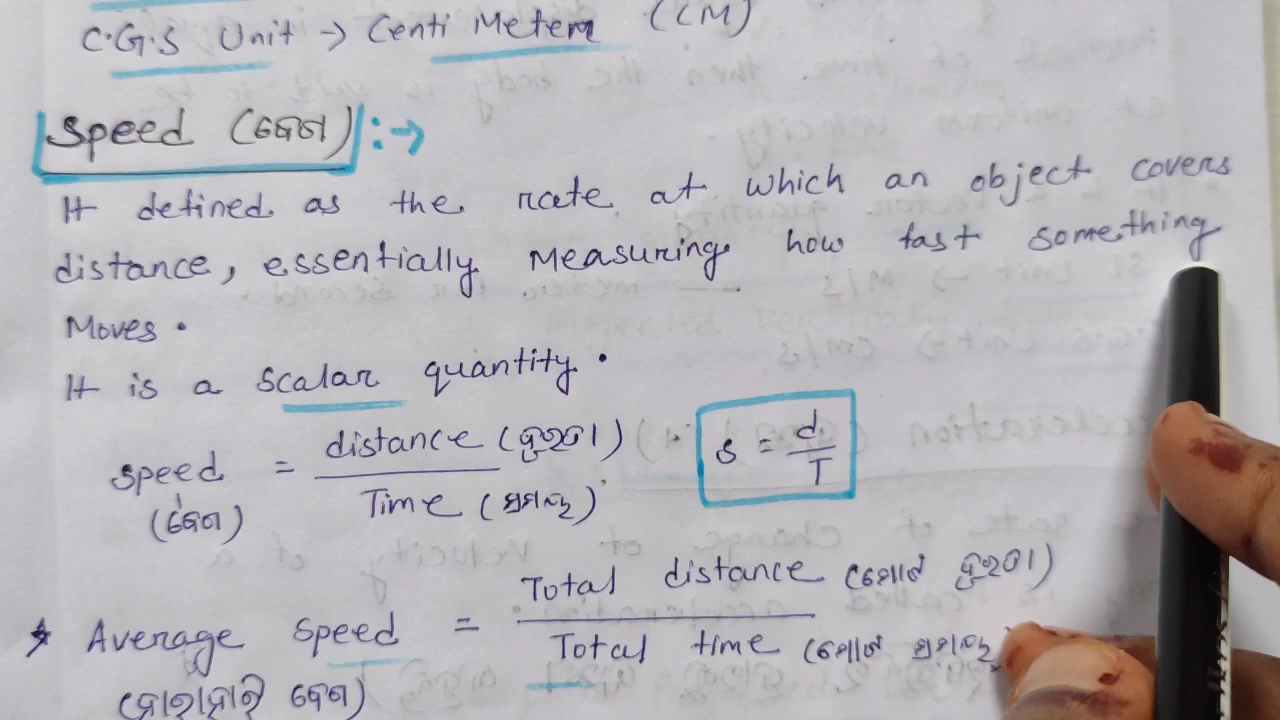 C.G.S Unit → Centi Meter (CM)
Speed (ବେଗ) :→
It defined as the rate at which an object covers
distance, essentially Measuring how fast something
Moves.
It is a scalar quantity.
speed = distance (ଦୂରତା) / Time (ସମୟ)
(ବେଗ)
s = d/T
* Average speed = Total distance (ମୋଟ ଦୂରତା) / Total time (ମୋଟ ସମୟ
(ହାରାହାରି ବେଗ)